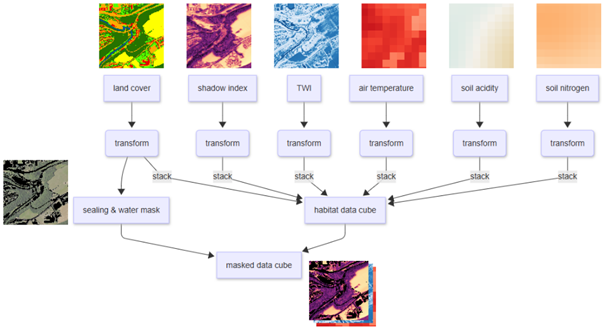 land cover
shadow index
TWI
air temperature
soil acidity
soil nitrogen
transform
transform
transform
transform
transform
transform
stack
stack
stack
stack
stack
stack
sealing & water mask
habitat data cube
masked data cube